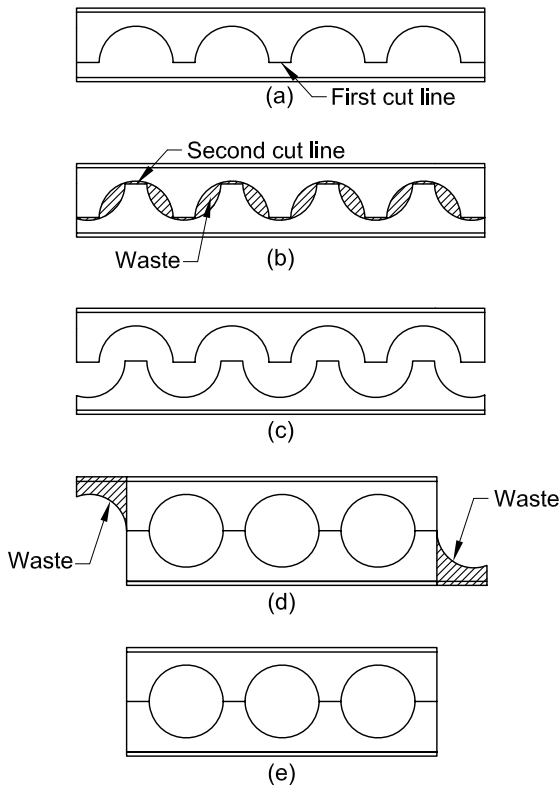 First cut line
(a)
Second cut line
Waste
(b)
(c)
Waste
Waste
(d)
(e)